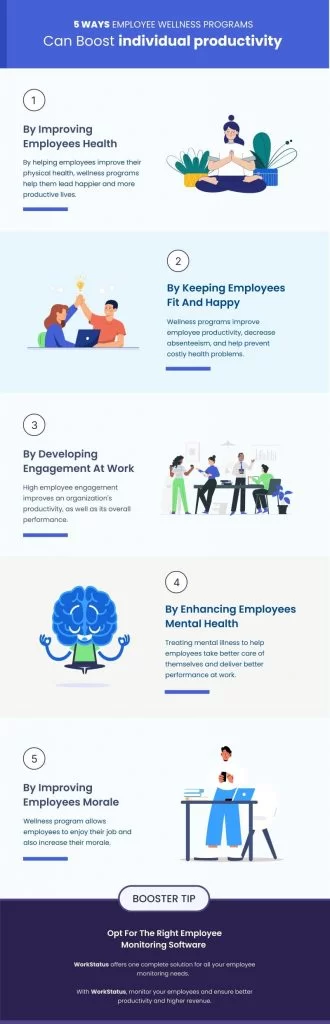 5 WAYS EMPLOYEE WELLNESS PROGRAMS
Can Boost individual productivity
1
By Improving
Employees Health
By helping employees improve their
physical health, wellness programs
help them lead happier and more
productive lives.
2
By Keeping Employees
Fit And Happy
Wellness programs improve
employee productivity, decrease
absenteeism, and help prevent
costly health problems.
3
By Developing
Engagement At Work
High employee engagement
improves an organization's
productivity, as well as its overall
performance.
4
By Enhancing Employees
Mental Health
Treating mental illness to help
employees take better care of
themselves and deliver better
performance at work.
5
By Improving
Employees Morale
Wellness program allows
employees to enjoy their job and
also increase their morale.
BOOSTER TIP
Opt For The Right Employee
Monitoring Software
WorkStatus offers one complete solution for all your employee
monitoring needs.
With WorkStatus, monitor your employees and ensure better
productivity and higher revenue.